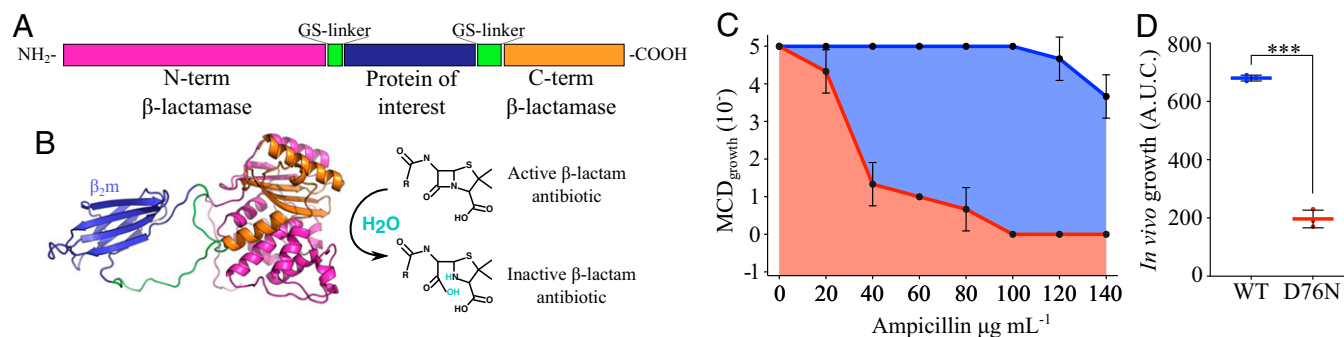 A
GS-linker
GS-linker
NH2-
-COOH
N-term
β-lactamase
Protein of
interest
C-term
β-lactamase
B
β2m
R
O
N
S
N
O
O
HO
Active β-lactam
antibiotic
H2O
R
O
N
S
H
N
O
OH
O
HO
Inactive β-lactam
antibiotic
C
MCDgrowth (10-)
5
4
3
2
1
0
-1
0 20 40 60 80 100 120 140
Ampicillin µg mL-1
D
In vivo growth (A.U.C.)
800
600
400
200
0
***
WT D76N